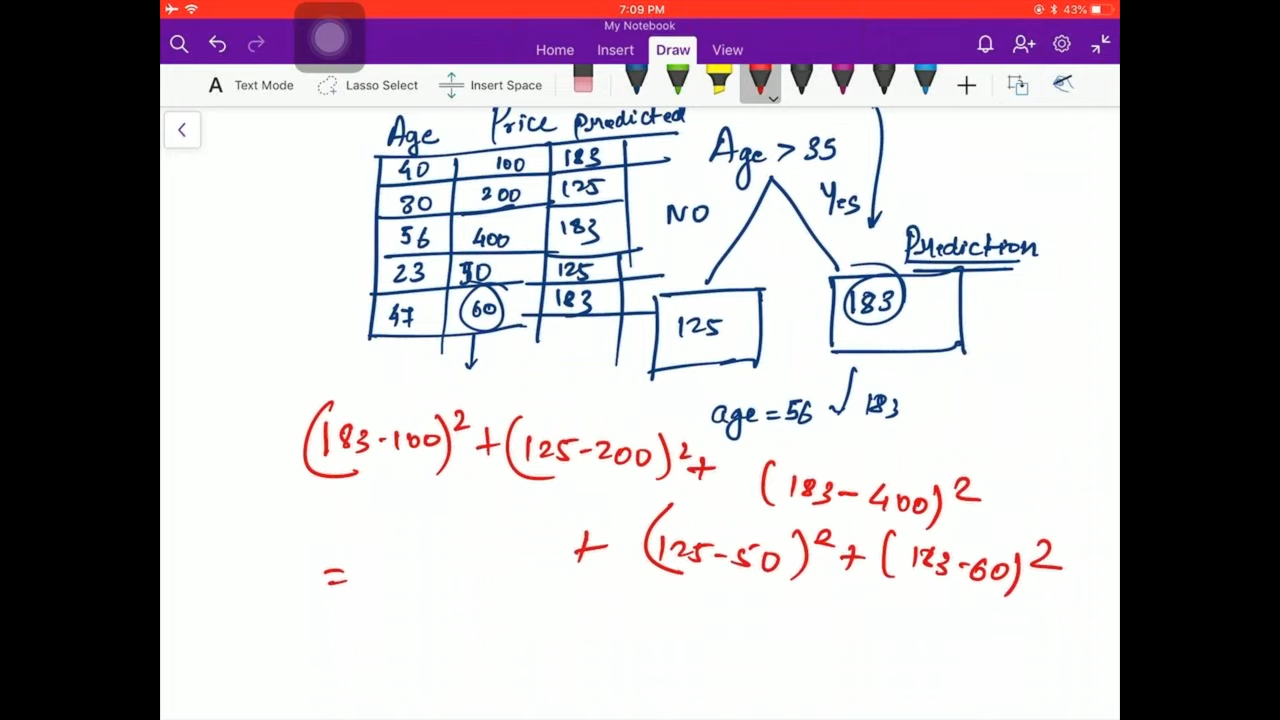 7:09 PM
43%
My Notebook
Home Insert Draw View
A Text Mode Lasso Select Insert Space
Age Price Predicted
40 100 183
80 200 125
56 400 183
23 50 125
47 60 183
Age > 35
NO Yes
Prediction
125 183
age = 56 ✓ 183
(183-100)² + (125-200)² + (183-400)²
+ (125-50)² + (183-60)²
=